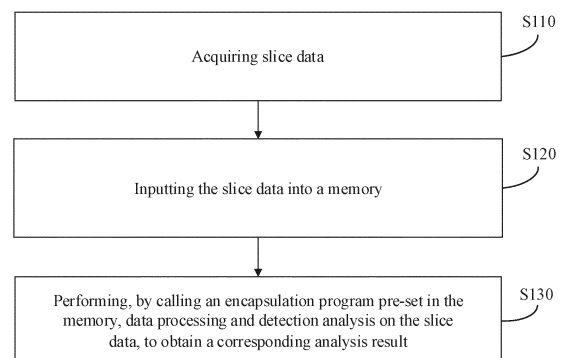 S110
Acquiring slice data
S120
Inputting the slice data into a memory
S130
Performing, by calling an encapsulation program pre-set in the
memory, data processing and detection analysis on the slice
data, to obtain a corresponding analysis result